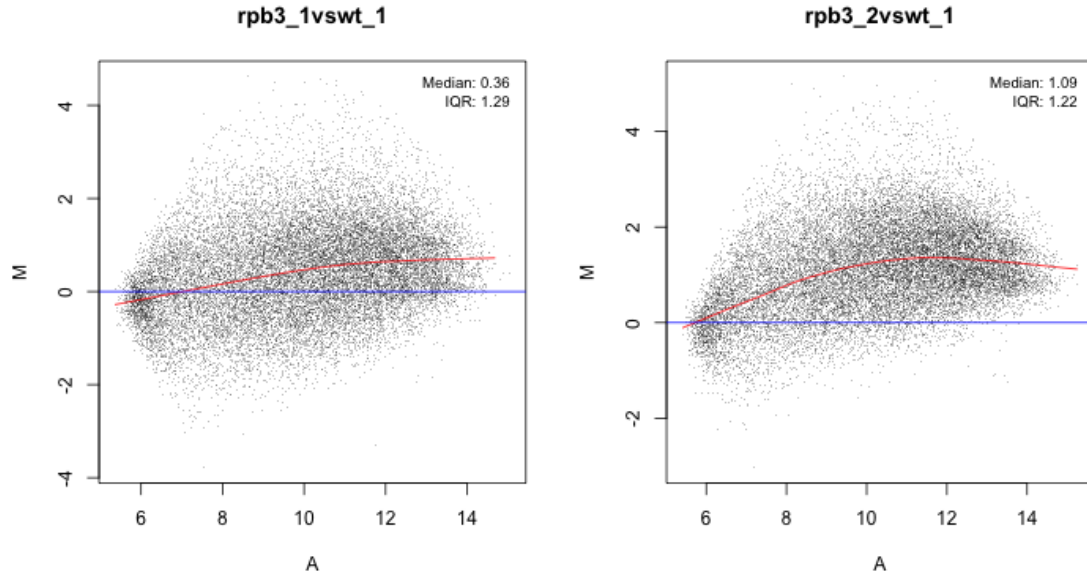 rpb3_1vswt_1
Median: 0.36
IQR: 1.29
4
2
0
-2
-4
M
6 8 10 12 14
A
rpb3_2vswt_1
Median: 1.09
IQR: 1.22
4
2
0
-2
M
6 8 10 12 14
A